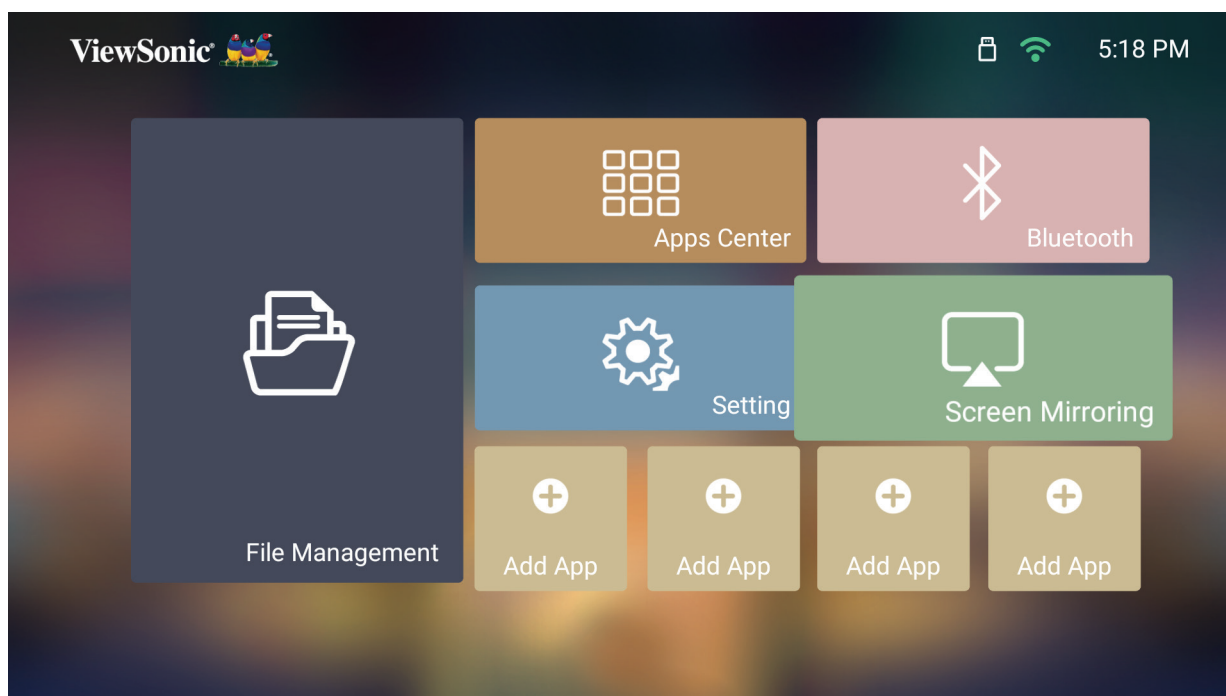 ViewSonic
5:18 PM
Apps Center
Bluetooth
Setting
Screen Mirroring
File Management
Add App
Add App
Add App
Add App